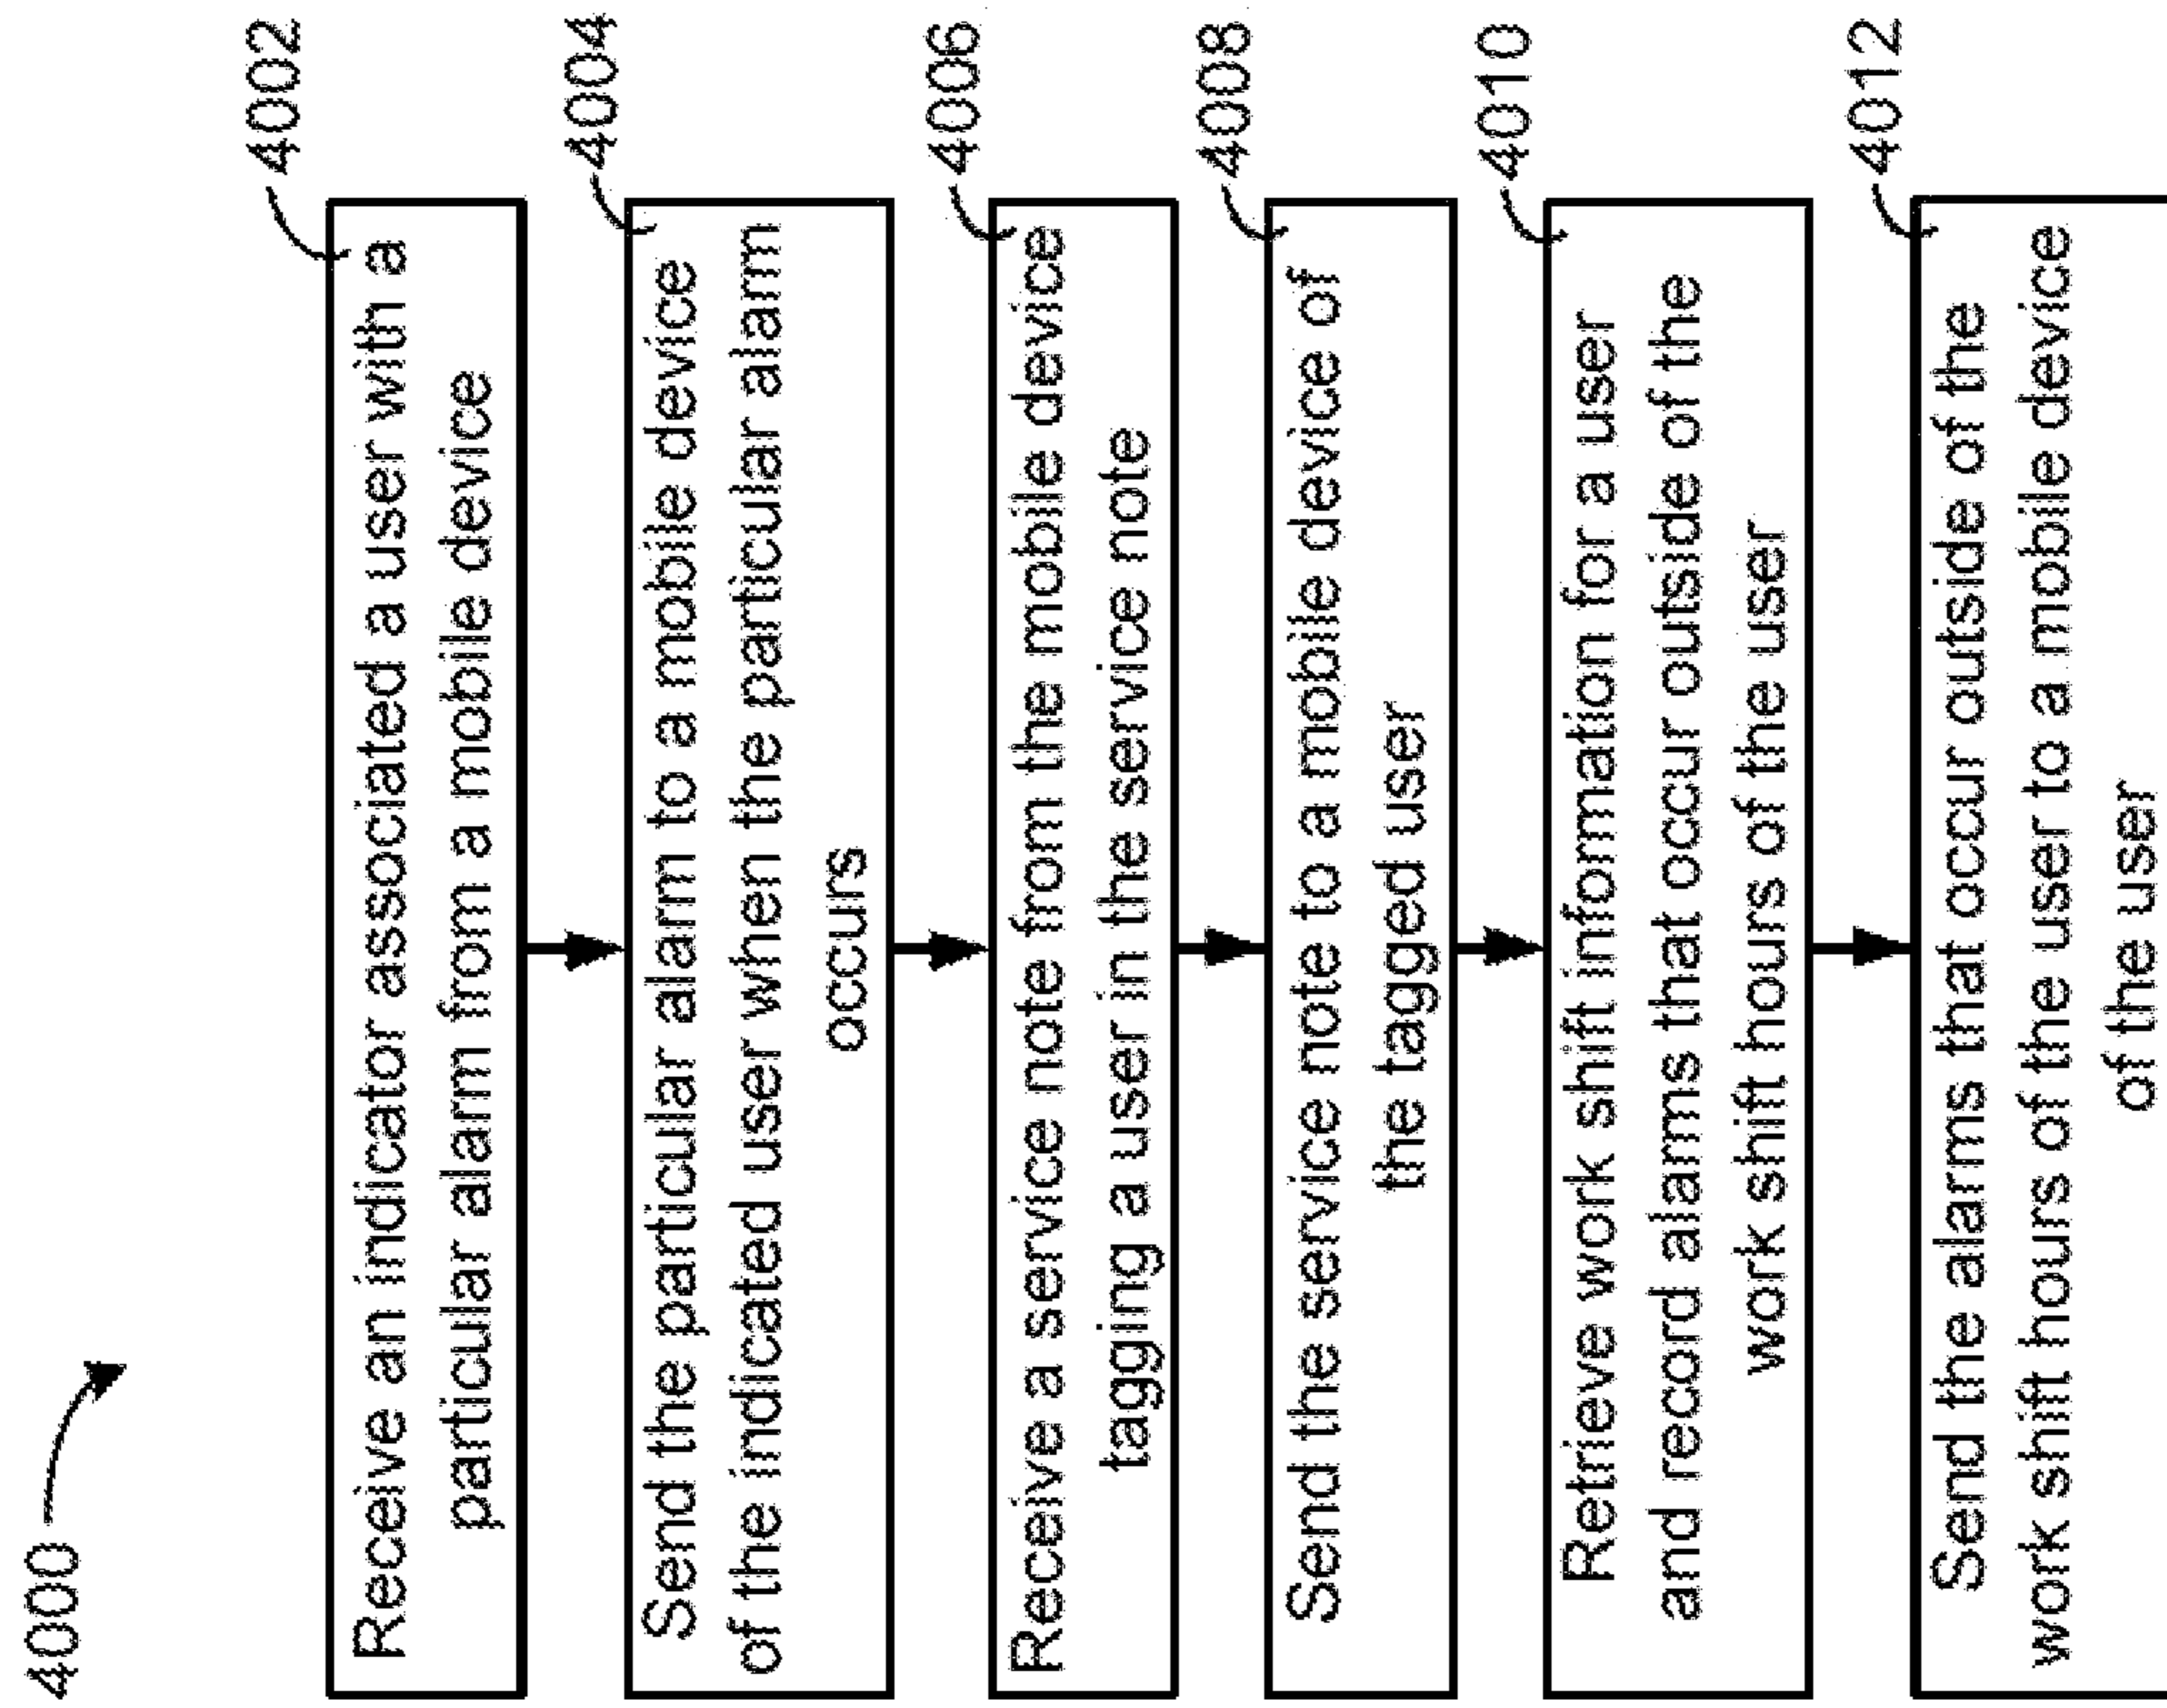 4000
4002
Receive an indicator associated a user with a
particular alarm from a mobile device
4004
Send the particular alarm to a mobile device
of the indicated user when the particular alarm
occurs
4006
Receive a service note from the mobile device
tagging a user in the service note
4008
Send the service note to a mobile device of
the tagged user
4010
Retrieve work shift information for a user
and record alarms that occur outside of the
work shift hours of the user
4012
Send the alarms that occur outside of the
work shift hours of the user to a mobile device
of the user